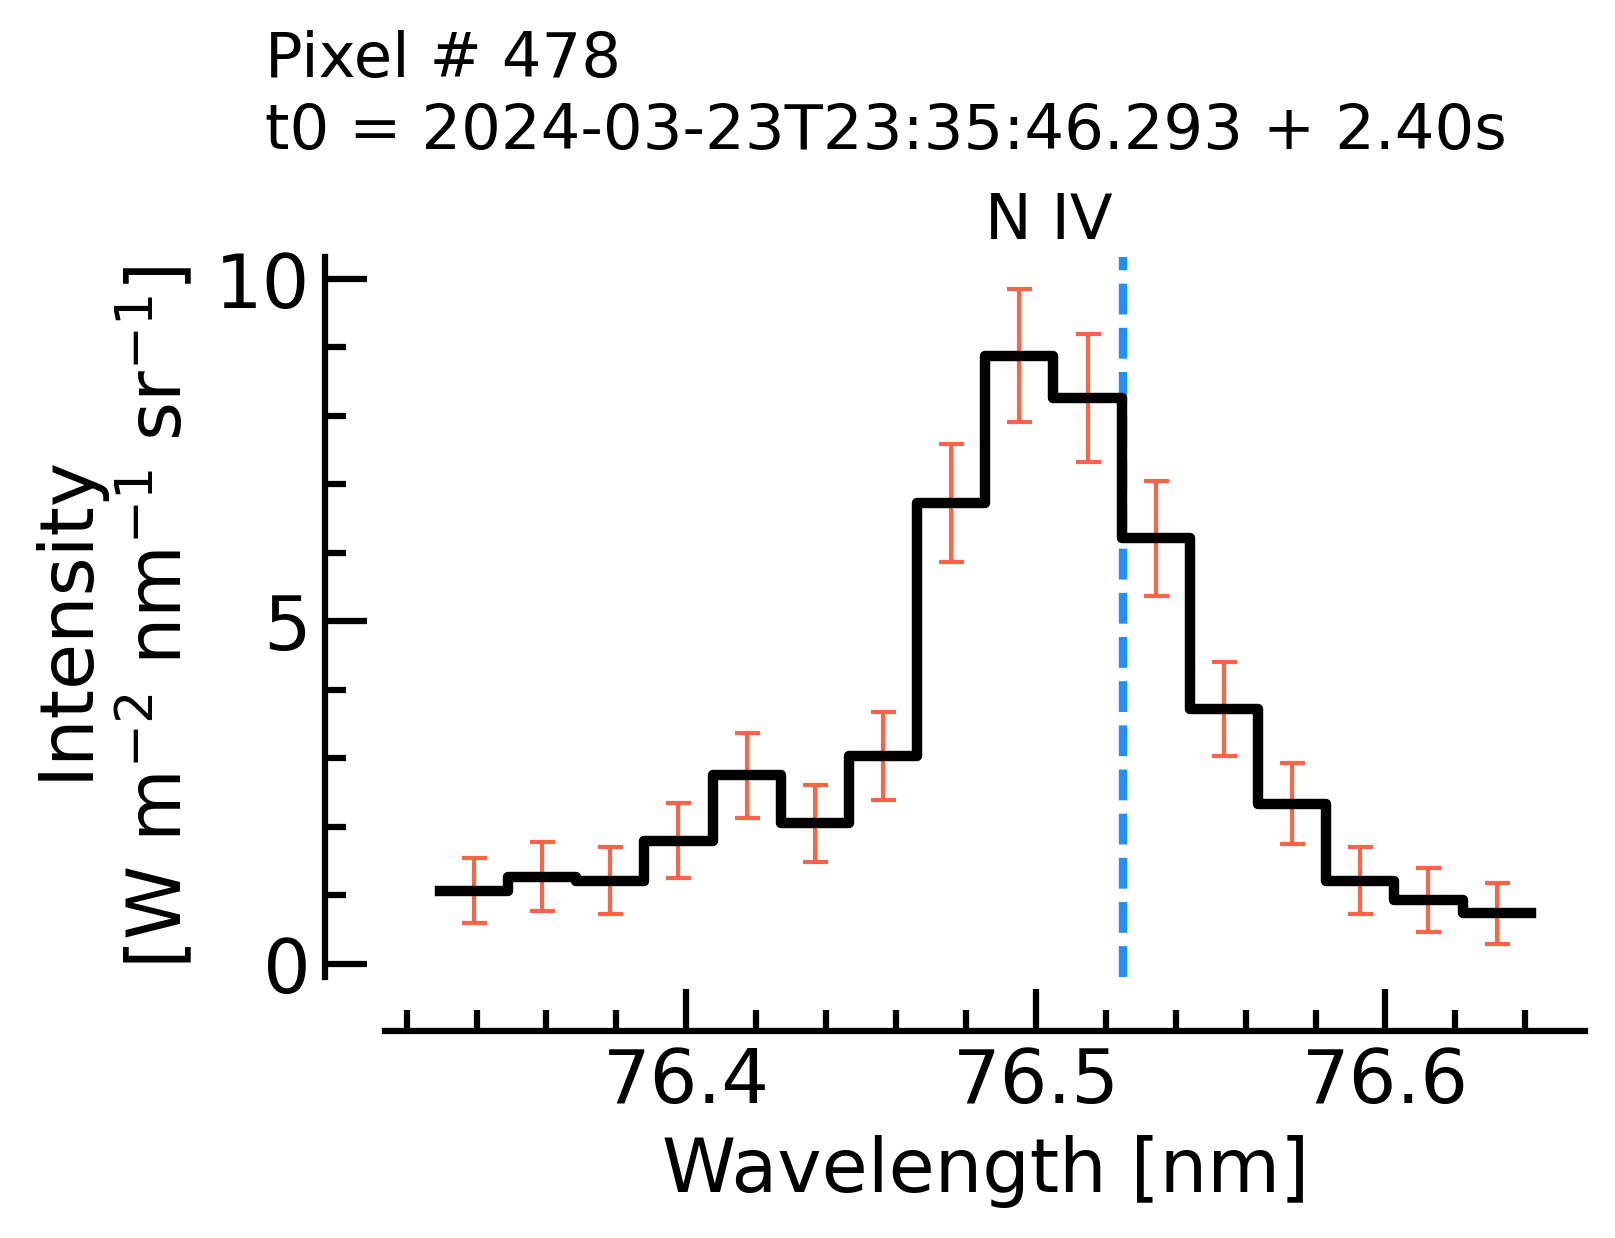 Pixel # 478
t0 = 2024-03-23T23:35:46.293 + 2.40s
N IV
Intensity
[W m⁻² nm⁻¹ sr⁻¹]
10
5
0
76.4 76.5 76.6
Wavelength [nm]